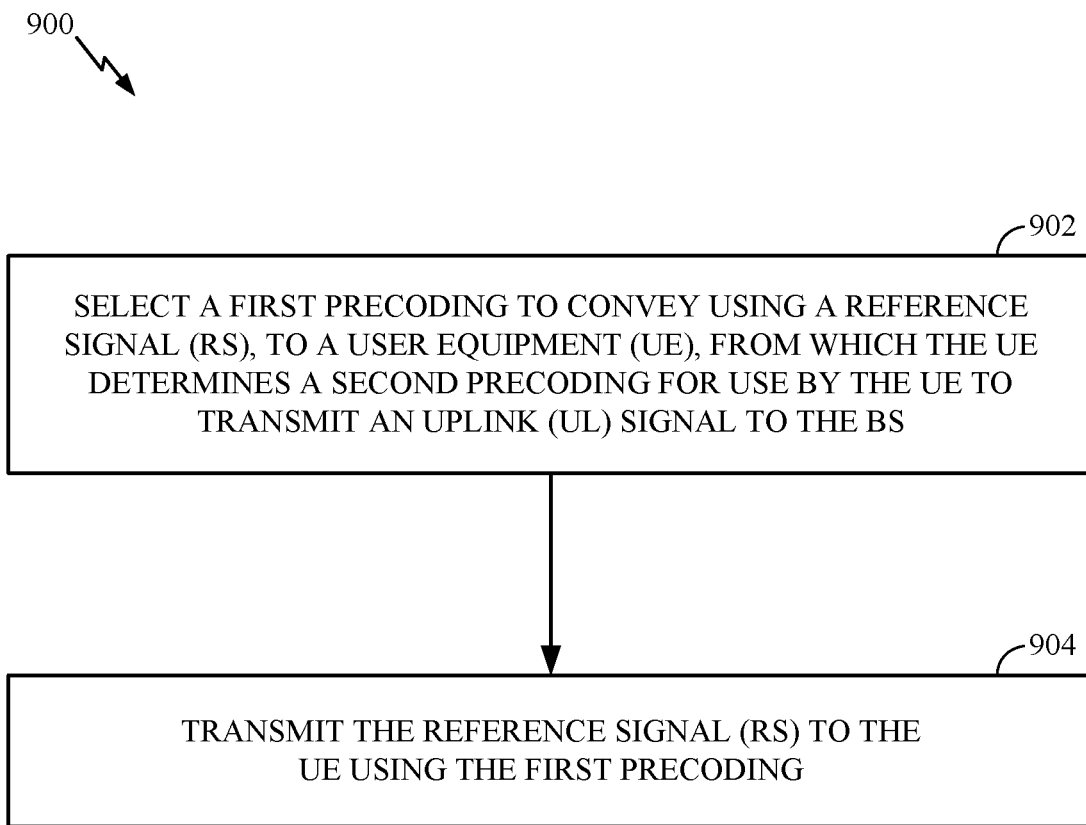 900
902
SELECT A FIRST PRECODING TO CONVEY USING A REFERENCE
SIGNAL (RS), TO A USER EQUIPMENT (UE), FROM WHICH THE UE
DETERMINES A SECOND PRECODING FOR USE BY THE UE TO
TRANSMIT AN UPLINK (UL) SIGNAL TO THE BS
904
TRANSMIT THE REFERENCE SIGNAL (RS) TO THE
UE USING THE FIRST PRECODING